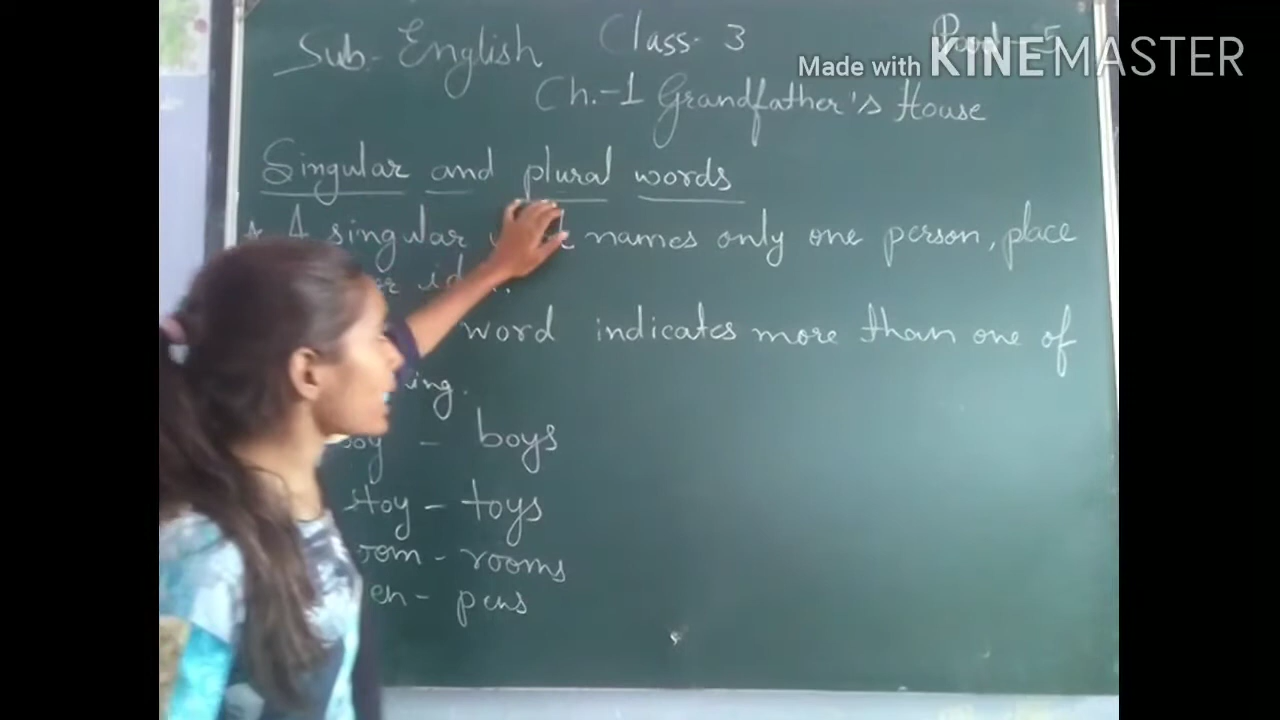 Sub- English Class- 3 5
Made with KINEMASTER
Ch.-1 Grandfather's House
Singular and plural words
A singular names only one person, place
word indicates more than one of
boys
toy - toys
rooms
pens